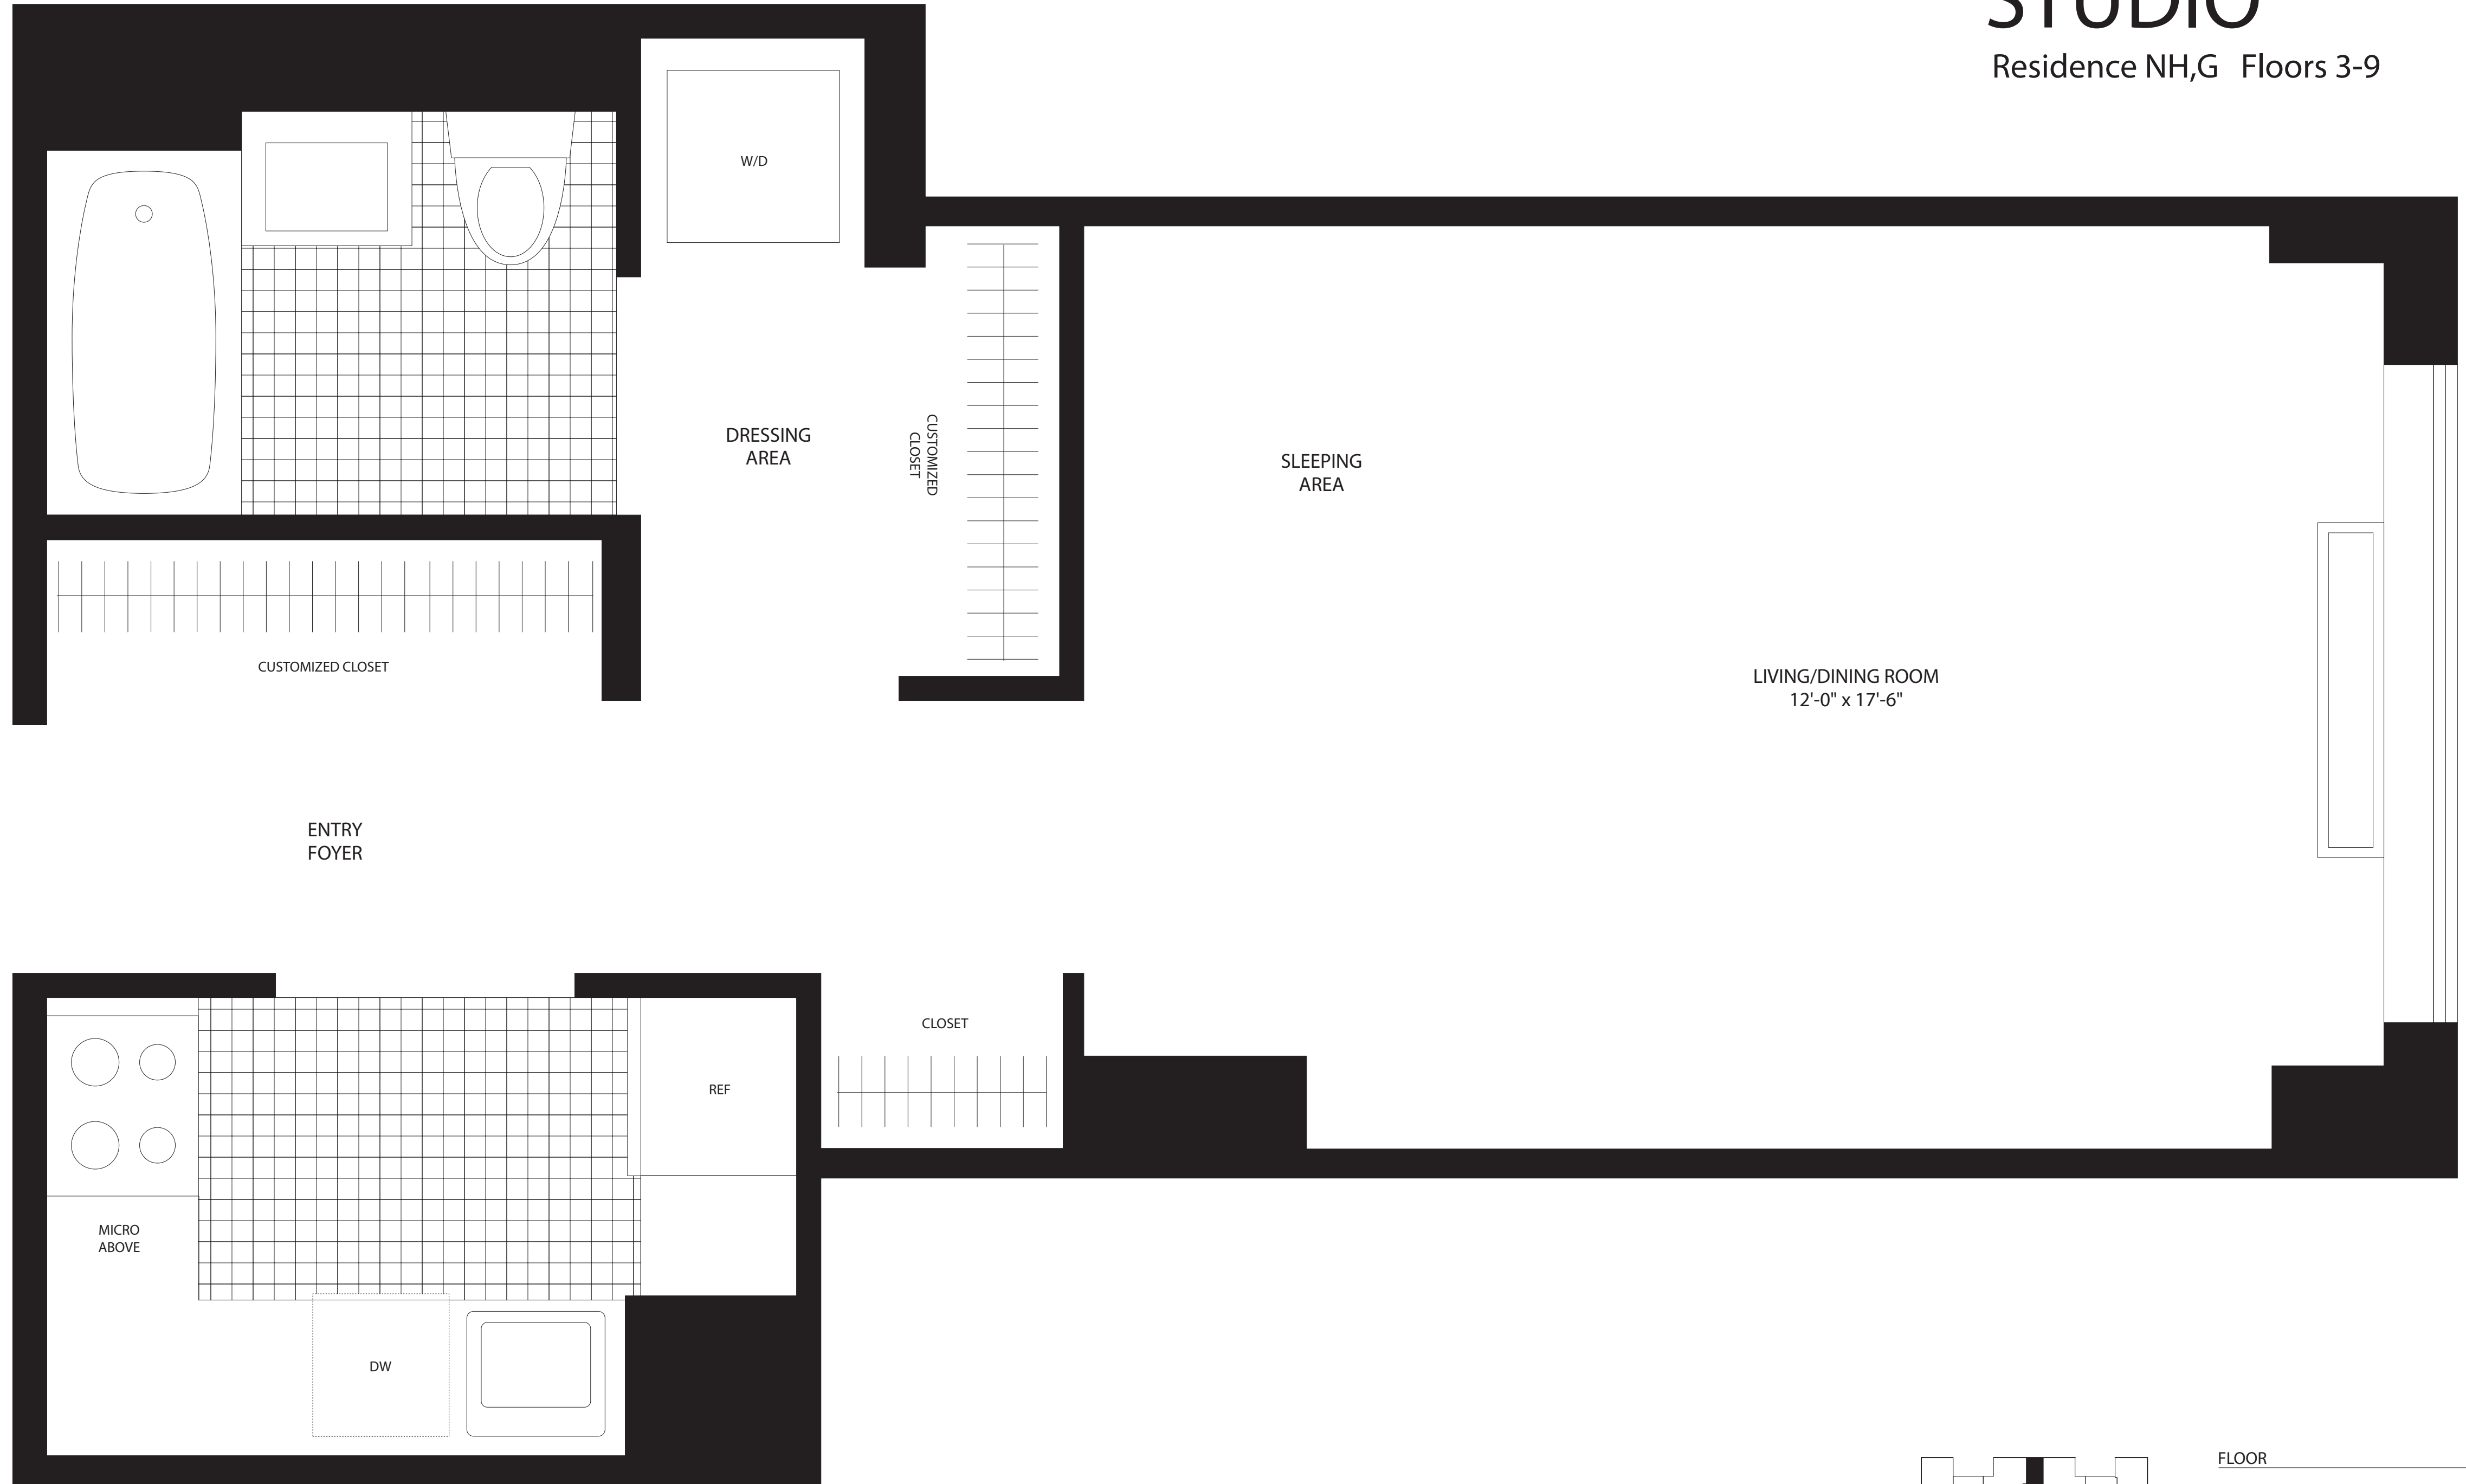 STUDIO
Residence NH,G Floors 3-9
W/D
DRESSING
AREA
CUSTOMIZED
CLOSET
SLEEPING
AREA
CUSTOMIZED CLOSET
LIVING/DINING ROOM
12'-0" x 17'-6"
ENTRY
FOYER
CLOSET
REF
MICRO
ABOVE
DW
FLOOR